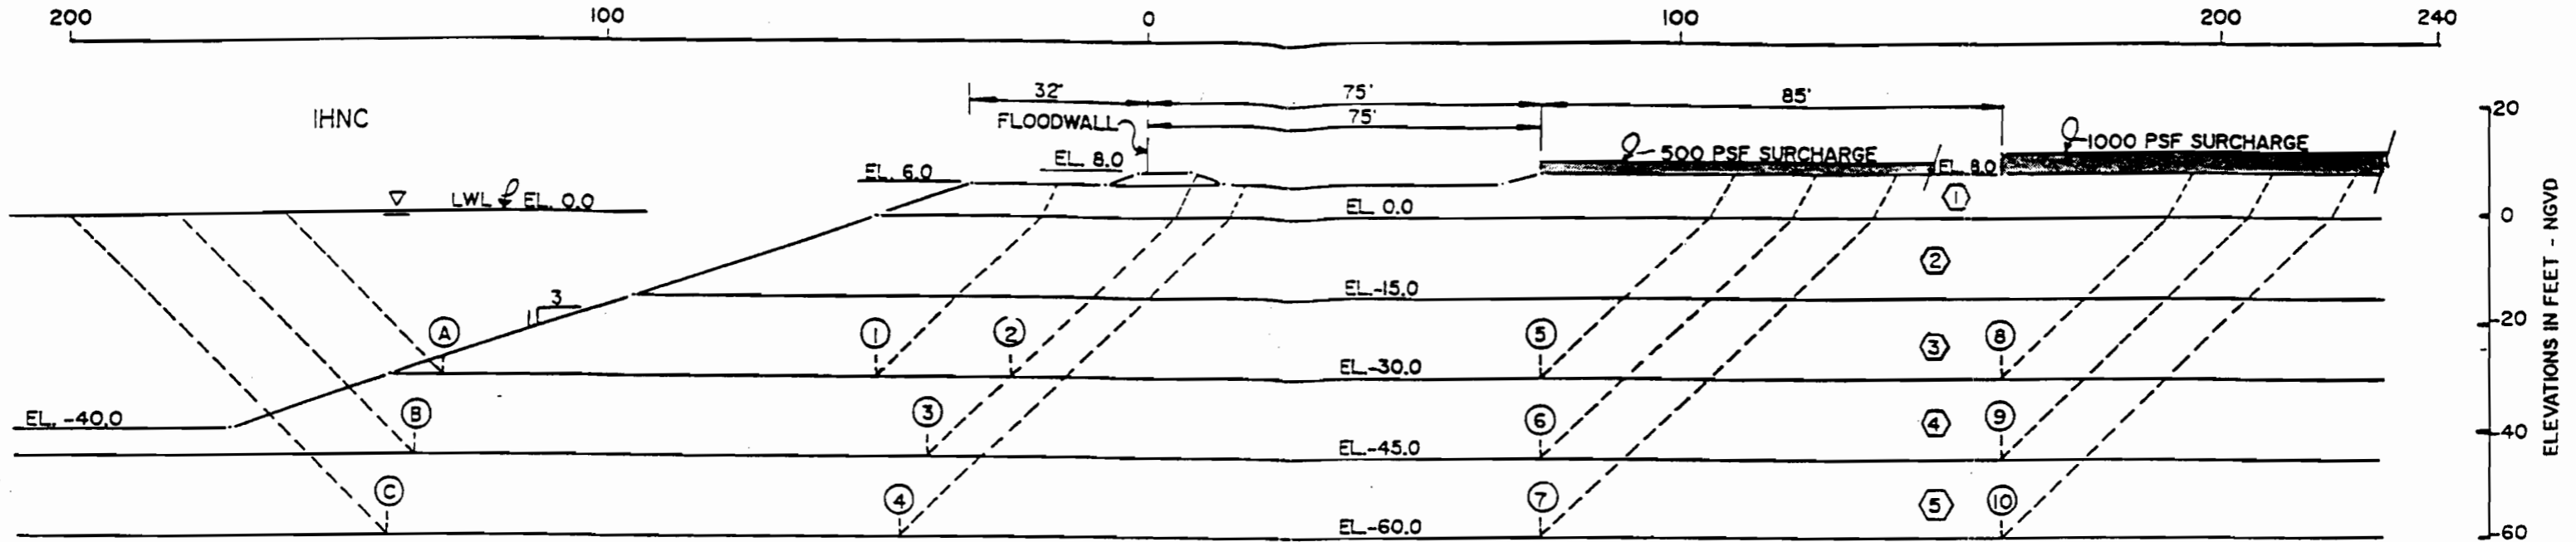 200 100 0 100 200 240
32' 75' 85'
75'
IHNC
FLOODWALL
20
1000 PSF SURCHARGE
500 PSF SURCHARGE
EL. 8.0
EL. 8.0
EL. 6.0
LWL ℄ EL. 0.0
EL. 0.0
1
0
2
3
1
EL.-15.0
A 1 2 5 3 8
-20
EL.-30.0
EL. -40.0
B 3 6 4 9
-40
EL.-45.0
C 4 7 5 10
EL.-60.0
-60
ELEVATIONS IN FEET - NGVD